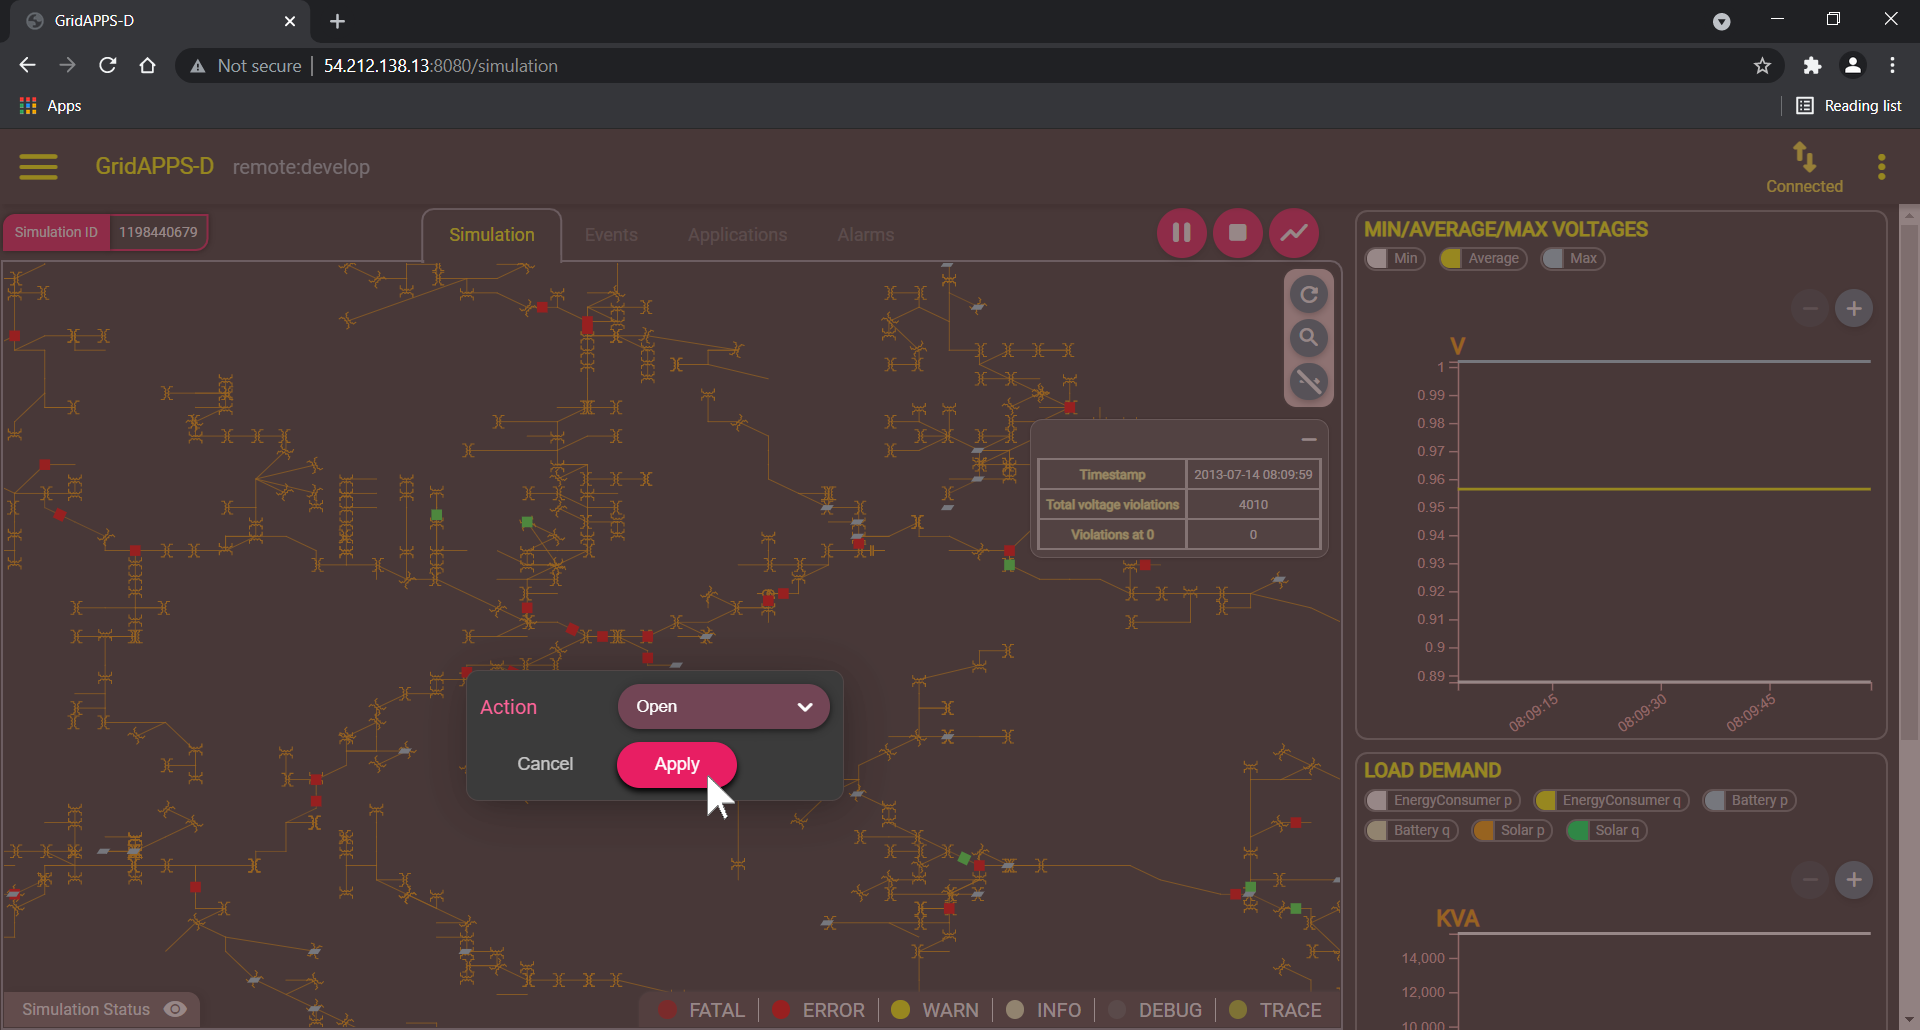 GridAPPS-D
Not secure
54.212.138.13:8080/simulation
Apps
Reading list
GridAPPS-D remote:develop
Connected
Simulation ID 1198440679
Simulation Events Applications Alarms
Timestamp 2013-07-14 08:09:59
Total voltage violations 4010
Violations at 0 0
Action Open
Cancel Apply
Simulation Status
FATAL ERROR WARN INFO DEBUG TRACE
MIN/AVERAGE/MAX VOLTAGES
Min Average Max
V
1
0.99
0.98
0.97
0.96
0.95
0.94
0.93
0.92
0.91
0.9
0.89
08:09:15 08:09:30 08:09:45
LOAD DEMAND
EnergyConsumer p EnergyConsumer q Battery p
Battery q Solar p Solar q
KVA
14,000
12,000
10,000